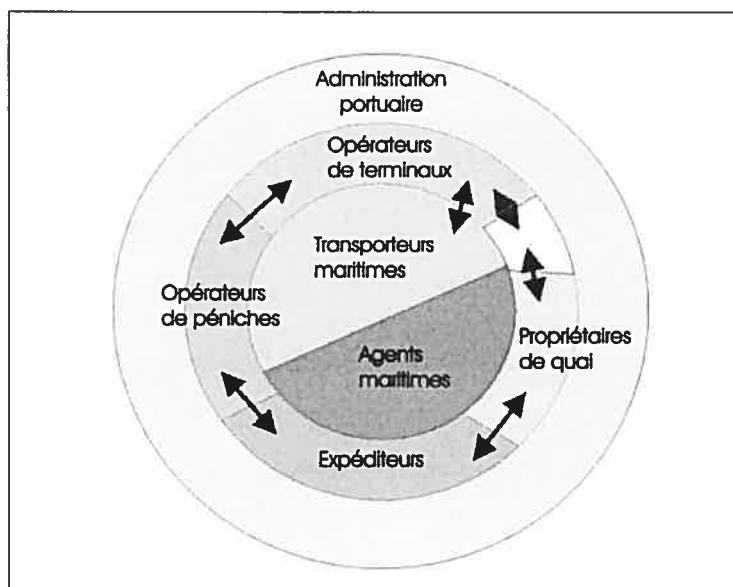 Administration
portuaire
Opérateurs
de terminaux
Transporteurs
maritimes
Opérateurs
de péniches
Propriétaires
de quai
Agents
maritimes
Expéditeurs